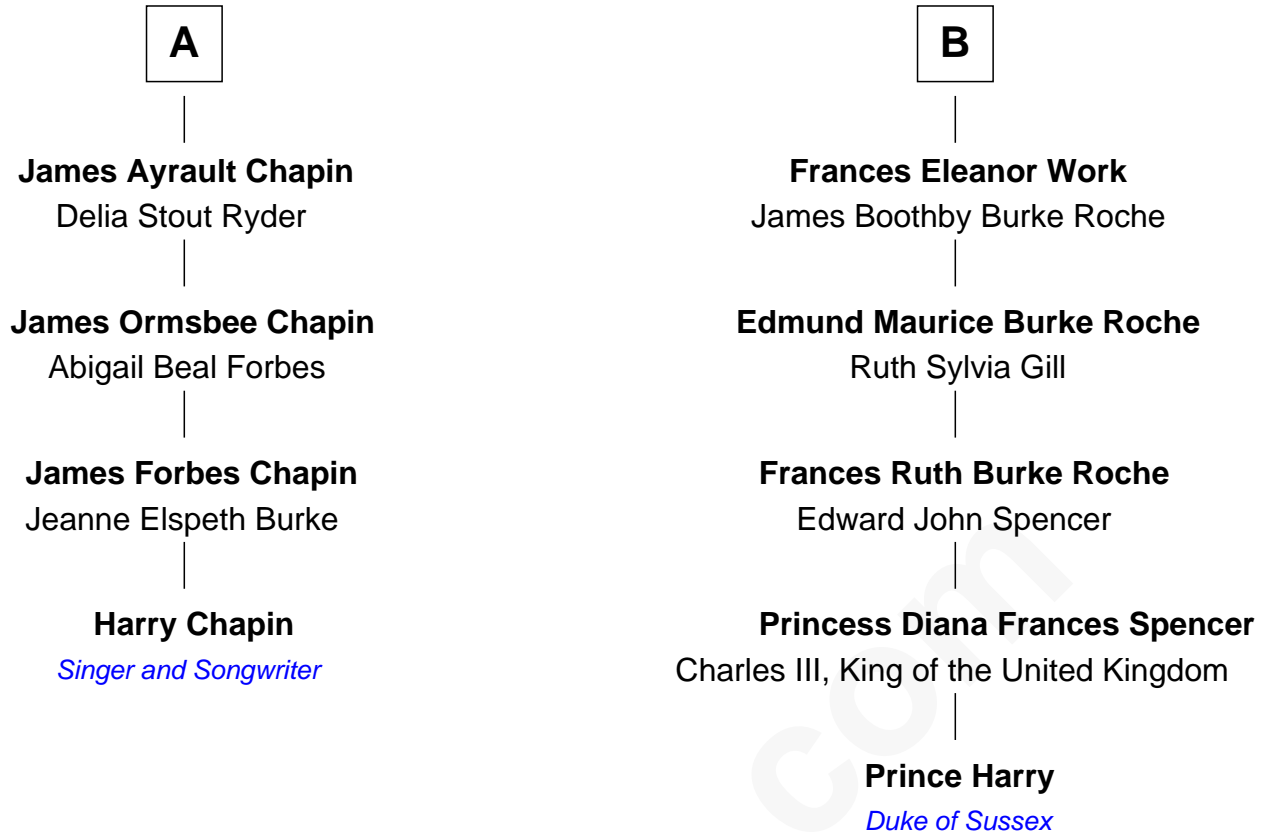 A
James Ayrault Chapin
Delia Stout Ryder
James Ormsbee Chapin
Abigail Beal Forbes
James Forbes Chapin
Jeanne Elspeth Burke
Harry Chapin
Singer and Songwriter
B
Frances Eleanor Work
James Boothby Burke Roche
Edmund Maurice Burke Roche
Ruth Sylvia Gill
Frances Ruth Burke Roche
Edward John Spencer
Princess Diana Frances Spencer
Charles III, King of the United Kingdom
Prince Harry
Duke of Sussex
com